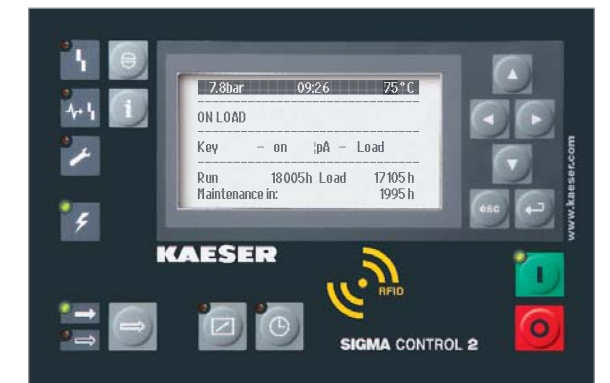 7.8bar 09:26 75°C
ON LOAD
Key – on ¦pA – Load
Run 18005h Load 17105h
Maintenance in: 1995h
esc
KAESER
RFID
SIGMA CONTROL 2
www.kaeser.com